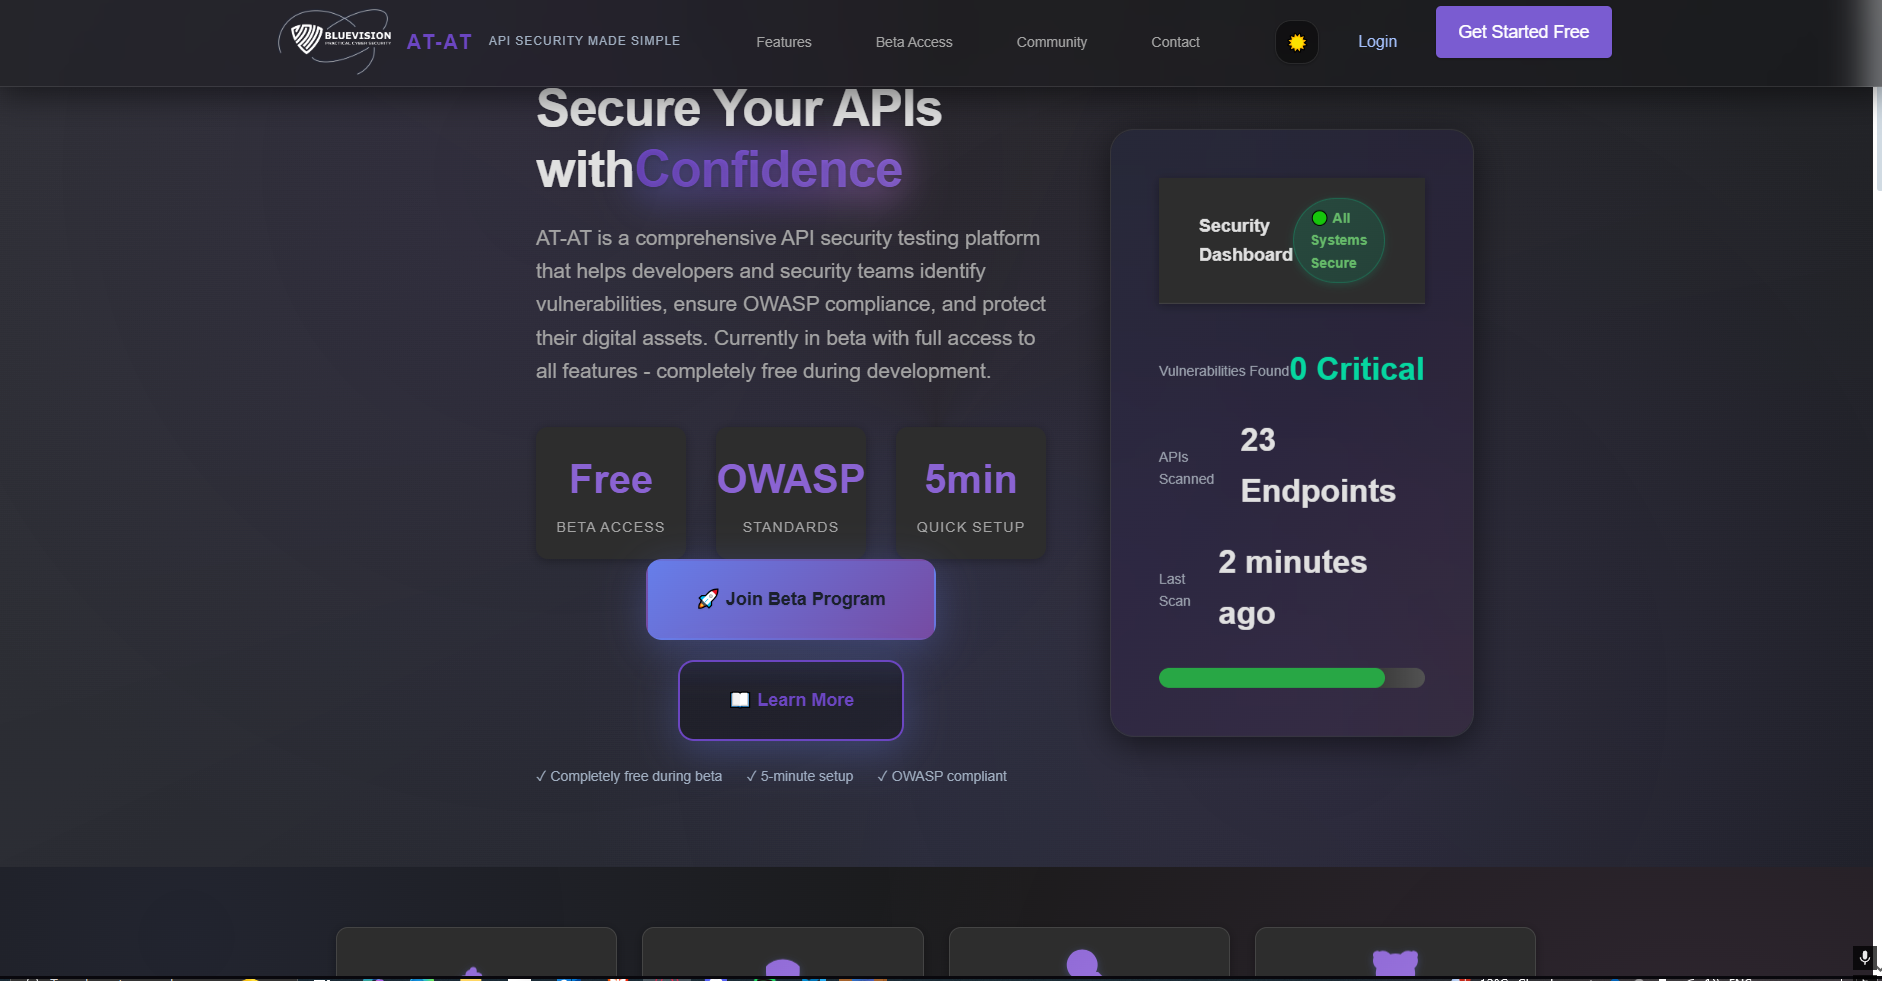 BLUEVISION
PRACTICAL CYBER SECURITY
AT-AT
API SECURITY MADE SIMPLE
Features
Beta Access
Community
Contact
Login
Get Started Free
Secure Your APIs
withConfidence
AT-AT is a comprehensive API security testing platform
that helps developers and security teams identify
vulnerabilities, ensure OWASP compliance, and protect
their digital assets. Currently in beta with full access to
all features - completely free during development.
Free
BETA ACCESS
OWASP
STANDARDS
5min
QUICK SETUP
🚀 Join Beta Program
📖 Learn More
✓ Completely free during beta
✓ 5-minute setup
✓ OWASP compliant
Security
Dashboard
All
Systems
Secure
Vulnerabilities Found0 Critical
APIs
Scanned
23
Endpoints
Last
Scan
2 minutes
ago